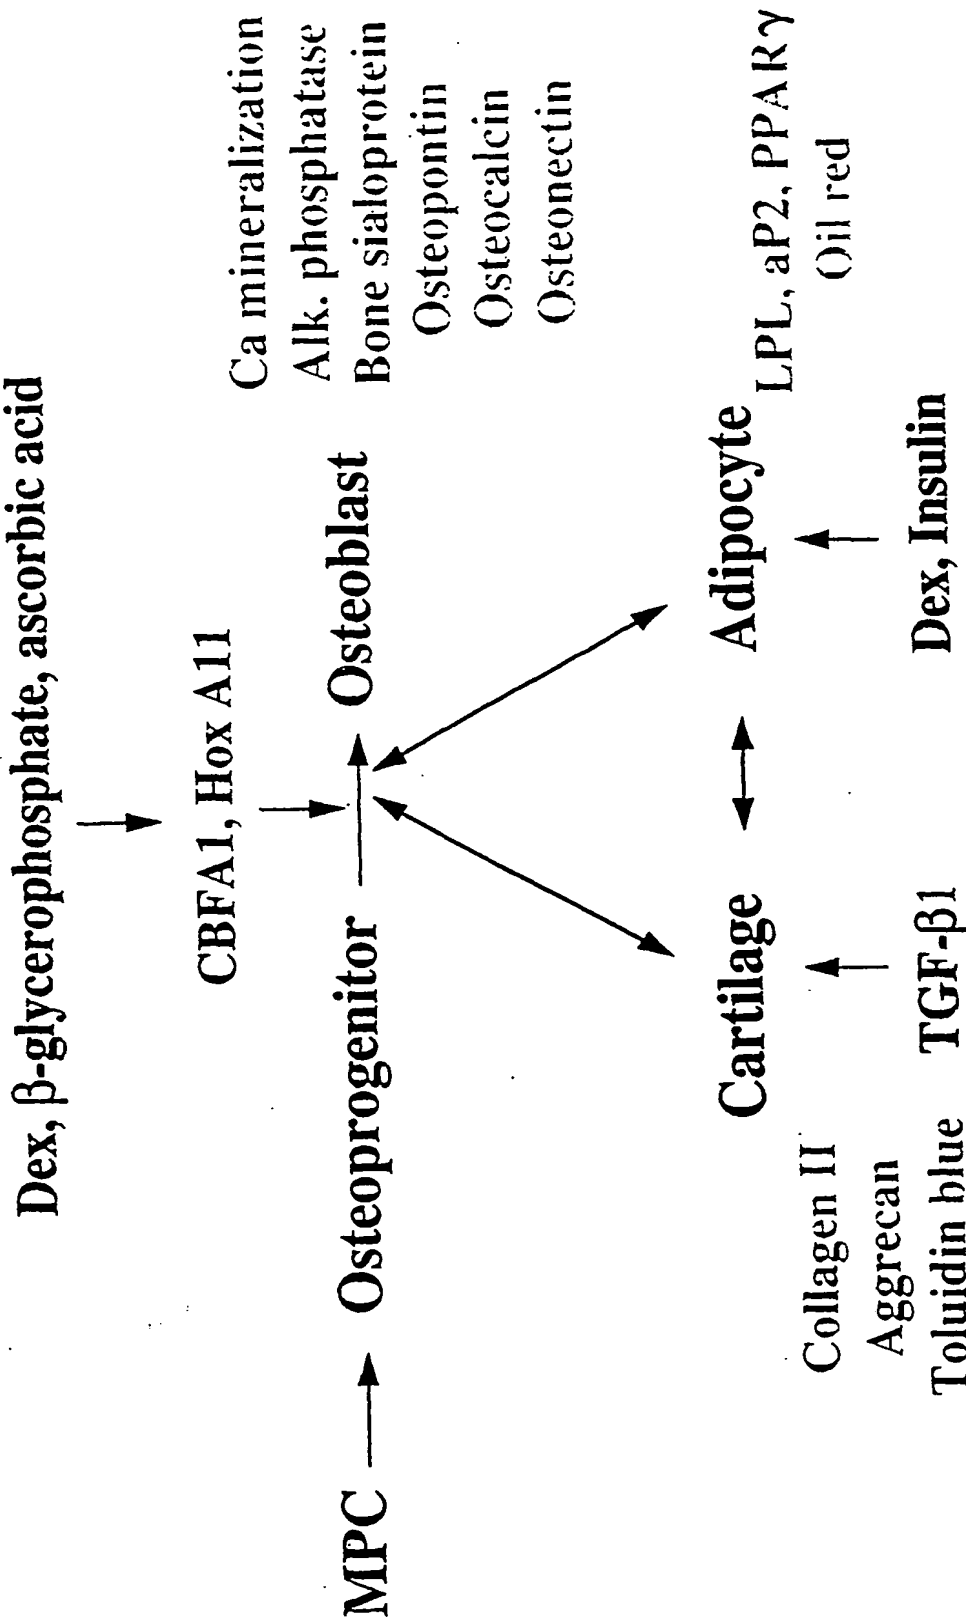 Dex, β-glycerophosphate, ascorbic acid
CBFA1, Hox A11
MPC
Osteoprogenitor
Osteoblast
Ca mineralization
Alk. phosphatase
Bone sialoprotein
Osteopontin
Osteocalcin
Osteonectin
Cartilage
Adipocyte
LPL, aP2, PPARγ
Oil red
Collagen II
Aggrecan
Toluidin blue
TGF-β1
Dex, Insulin